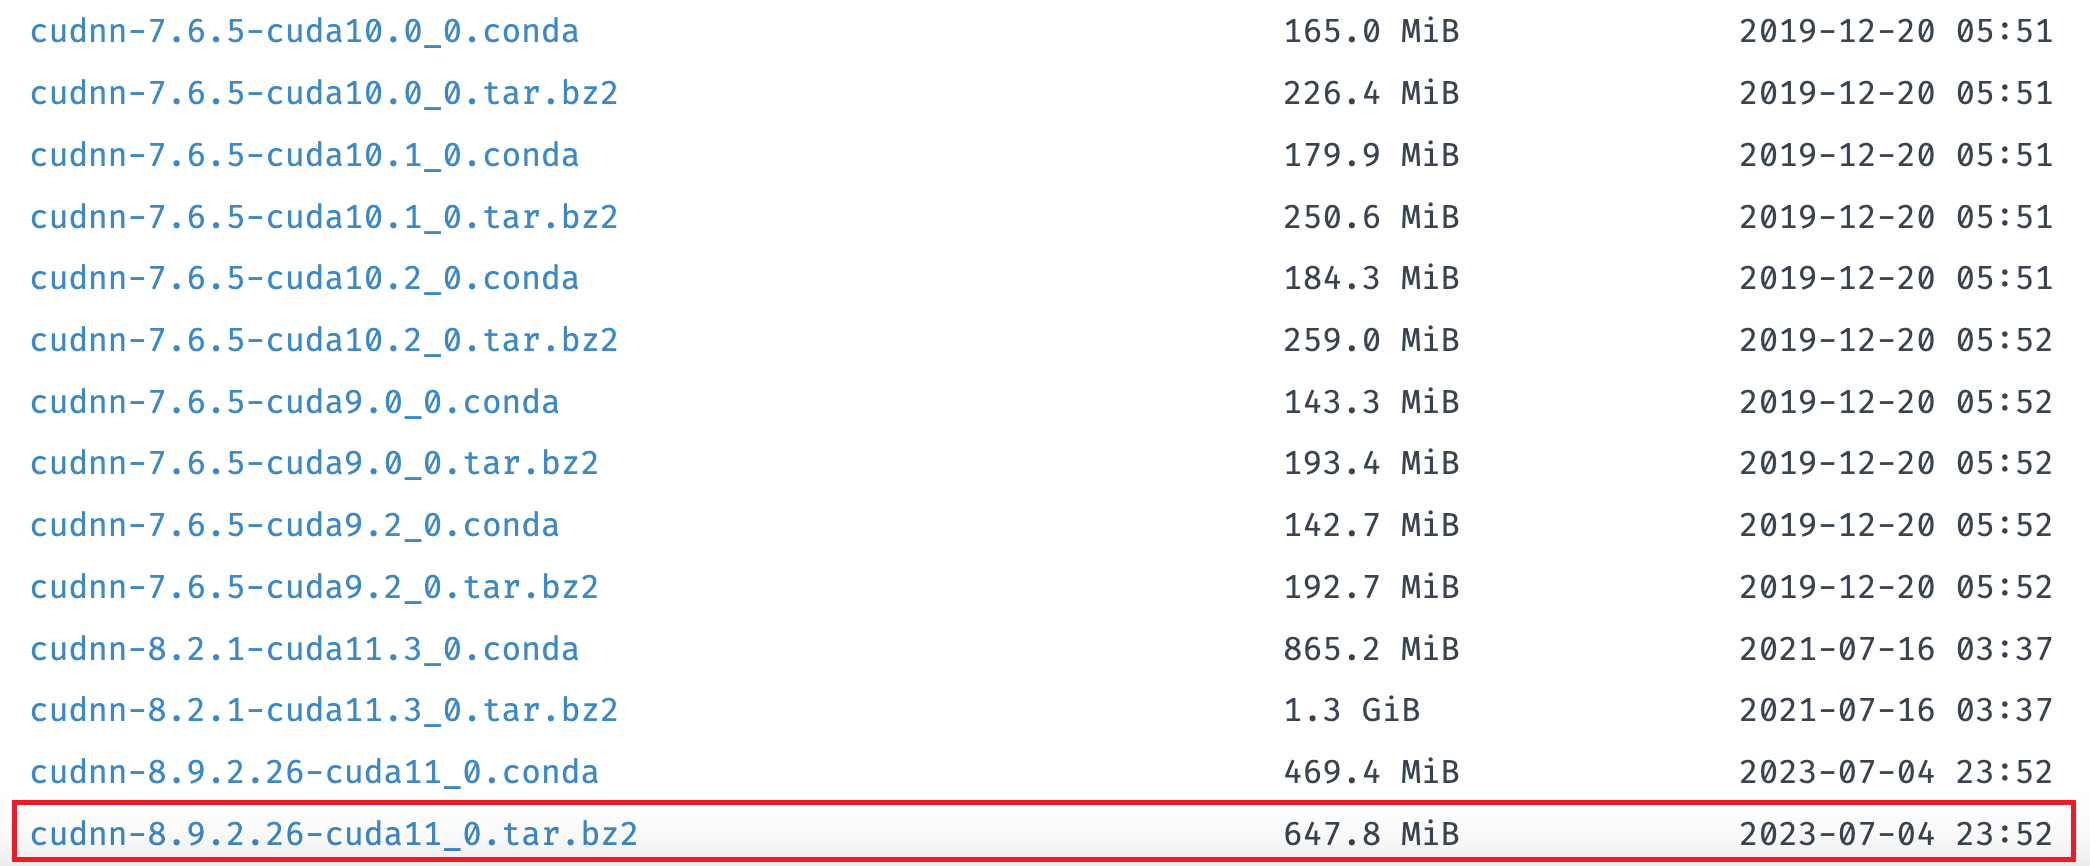 cudnn-7.6.5-cuda10.0_0.conda 165.0 MiB 2019-12-20 05:51
cudnn-7.6.5-cuda10.0_0.tar.bz2 226.4 MiB 2019-12-20 05:51
cudnn-7.6.5-cuda10.1_0.conda 179.9 MiB 2019-12-20 05:51
cudnn-7.6.5-cuda10.1_0.tar.bz2 250.6 MiB 2019-12-20 05:51
cudnn-7.6.5-cuda10.2_0.conda 184.3 MiB 2019-12-20 05:51
cudnn-7.6.5-cuda10.2_0.tar.bz2 259.0 MiB 2019-12-20 05:52
cudnn-7.6.5-cuda9.0_0.conda 143.3 MiB 2019-12-20 05:52
cudnn-7.6.5-cuda9.0_0.tar.bz2 193.4 MiB 2019-12-20 05:52
cudnn-7.6.5-cuda9.2_0.conda 142.7 MiB 2019-12-20 05:52
cudnn-7.6.5-cuda9.2_0.tar.bz2 192.7 MiB 2019-12-20 05:52
cudnn-8.2.1-cuda11.3_0.conda 865.2 MiB 2021-07-16 03:37
cudnn-8.2.1-cuda11.3_0.tar.bz2 1.3 GiB 2021-07-16 03:37
cudnn-8.9.2.26-cuda11_0.conda 469.4 MiB 2023-07-04 23:52
cudnn-8.9.2.26-cuda11_0.tar.bz2 647.8 MiB 2023-07-04 23:52